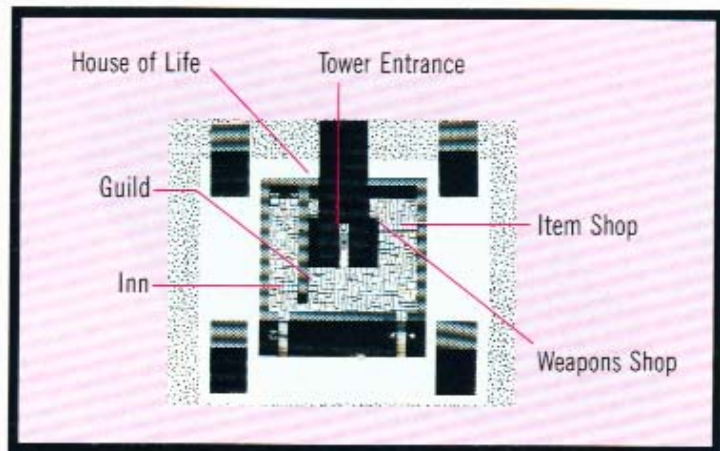 House of Life
Tower Entrance
Guild
Item Shop
Inn
Weapons Shop